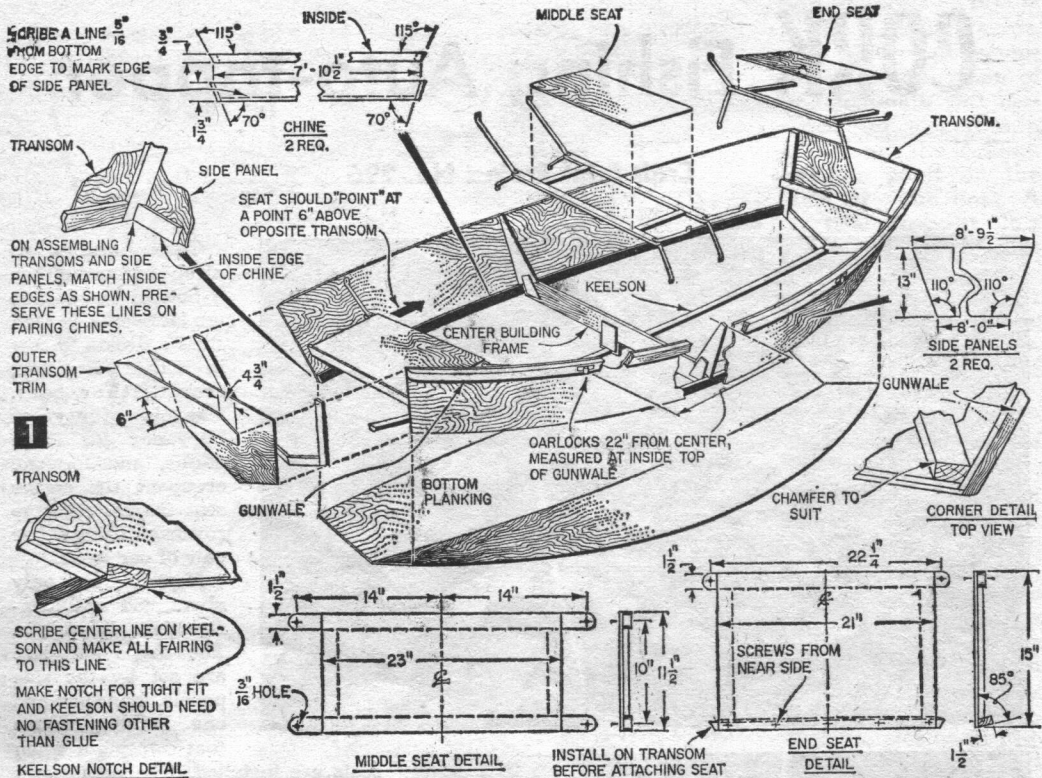 SCRIBE A LINE 5/16"
FROM BOTTOM
EDGE TO MARK EDGE
OF SIDE PANEL
3/4"
115°
INSIDE
115°
7'-10 1/2"
1 3/4"
70°
70°
CHINE
2 REQ.
MIDDLE SEAT
END SEAT
TRANSOM.
TRANSOM
SIDE PANEL
ON ASSEMBLING
TRANSOMS AND SIDE
PANELS, MATCH INSIDE
EDGES AS SHOWN. PRE-
SERVE THESE LINES ON
FAIRING CHINES.
INSIDE EDGE
OF CHINE
SEAT SHOULD "POINT" AT
A POINT 6" ABOVE
OPPOSITE TRANSOM
KEELSON
CENTER BUILDING
FRAME
8'-9 1/2"
13"
110°
110°
8'-0"
SIDE PANELS
2 REQ.
OUTER
TRANSOM
TRIM
4 3/4"
6"
1
GUNWALE
BOTTOM
PLANKING
OARLOCKS 22" FROM CENTER,
MEASURED AT INSIDE TOP
OF GUNWALE
GUNWALE
CHAMFER TO
SUIT
CORNER DETAIL
TOP VIEW
TRANSOM
SCRIBE CENTERLINE ON KEEL-
SON AND MAKE ALL FAIRING
TO THIS LINE
MAKE NOTCH FOR TIGHT FIT
AND KEELSON SHOULD NEED
NO FASTENING OTHER
THAN GLUE
KEELSON NOTCH DETAIL
1 1/2"
14"
14"
23"
℄
3/16" HOLE
10"
11 1/2"
MIDDLE SEAT DETAIL
1 1/2"
22 1/4"
℄
21"
SCREWS FROM
NEAR SIDE
15"
85°
1 1/2"
INSTALL ON TRANSOM
BEFORE ATTACHING SEAT
END SEAT
DETAIL